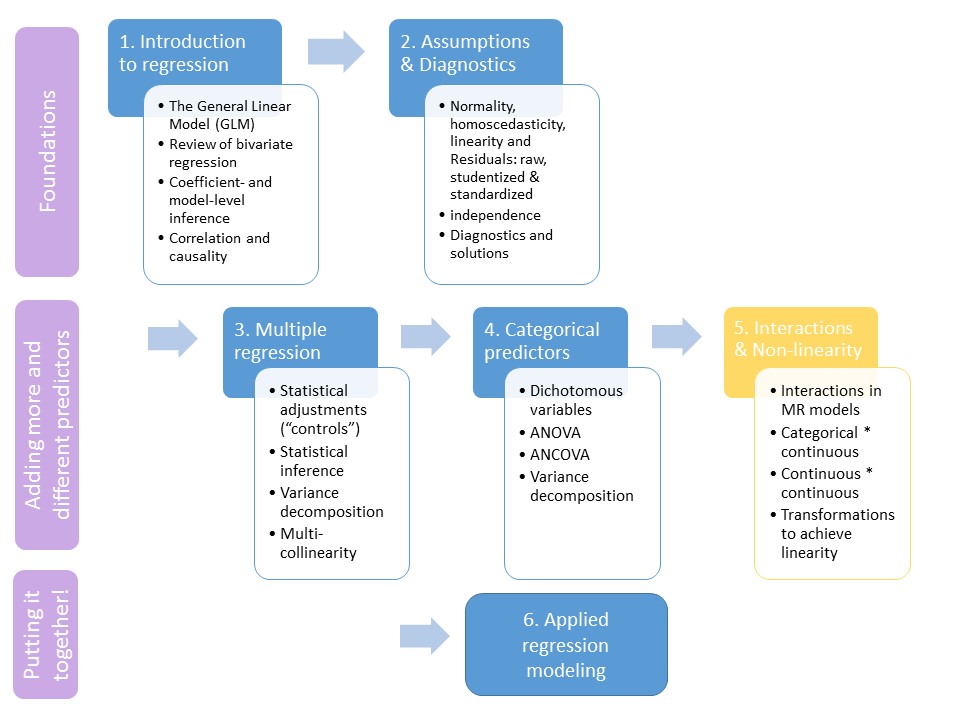 Foundations
1. Introduction
to regression
• The General Linear
Model (GLM)
• Review of bivariate
regression
• Coefficient- and
model-level
inference
• Correlation and
causality
2. Assumptions
& Diagnostics
• Normality,
homoscedasticity,
linearity and
Residuals: raw,
studentized &
standardized
• independence
• Diagnostics and
solutions
Adding more and
different predictors
3. Multiple
regression
• Statistical
adjustments
(“controls”)
• Statistical
inference
• Variance
decomposition
• Multi-
collinearity
4. Categorical
predictors
• Dichotomous
variables
• ANOVA
• ANCOVA
• Variance
decomposition
5. Interactions
& Non-linearity
• Interactions in
MR models
• Categorical *
continuous
• Continuous *
continuous
• Transformations
to achieve
linearity
Putting it
together!
6. Applied
regression
modeling